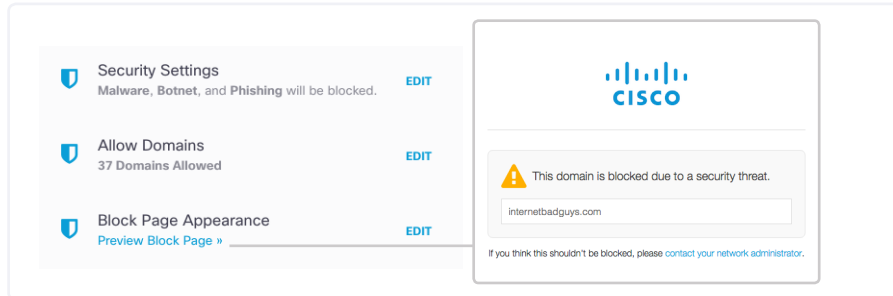 Security Settings
Malware, Botnet, and Phishing will be blocked.
EDIT
Allow Domains
37 Domains Allowed
EDIT
Block Page Appearance
Preview Block Page »
EDIT
CISCO
This domain is blocked due to a security threat.
internetbadguys.com
If you think this shouldn't be blocked, please contact your network administrator.